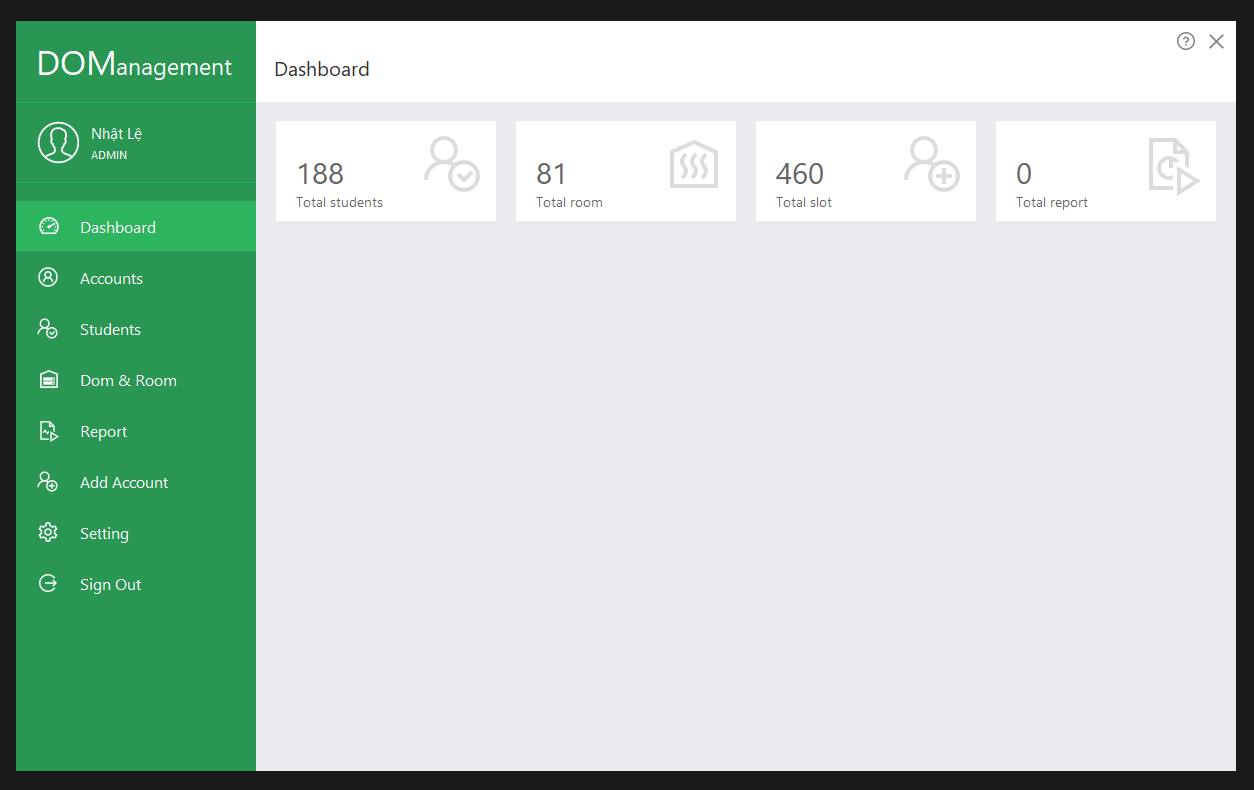 DOManagement
Nhật Lệ
ADMIN
Dashboard
Accounts
Students
Dom & Room
Report
Add Account
Setting
Sign Out
Dashboard
188
Total students
81
Total room
460
Total slot
0
Total report